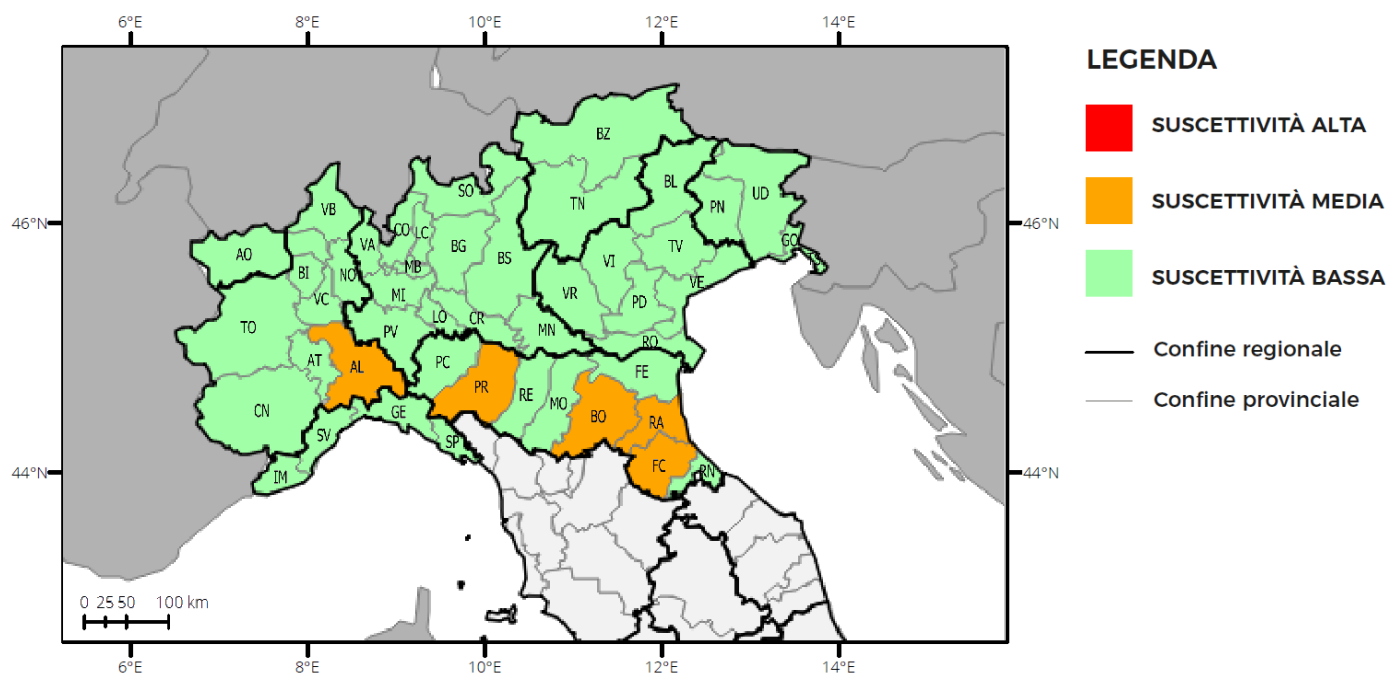 6°E 8°E 10°E 12°E 14°E
LEGENDA
SUSCETTIVITÀ ALTA
SUSCETTIVITÀ MEDIA
SUSCETTIVITÀ BASSA
Confine regionale
Confine provinciale
46°N 46°N
44°N 44°N
BZ
SO
BL
UD
TN
PN
VB
CO
LC
VA
BG
GO
AO
BS
VI
TV
BI
NO
MB
VE
VC
MI
VR
PD
TO
LO
CR
PV
MN
RO
AT
AL
PC
FE
PR
RE
MO
CN
GE
BO
RA
SV
SP
FC
RN
IM
0 25 50 100 km
6°E 8°E 10°E 12°E 14°E